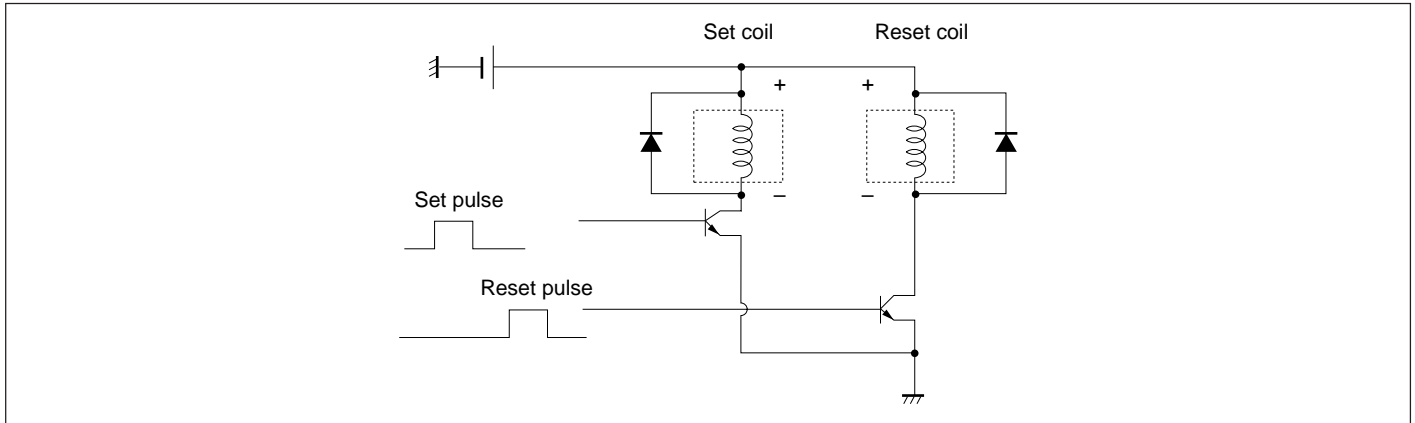 Set coil
Reset coil
+
+
–
–
Set pulse
Reset pulse